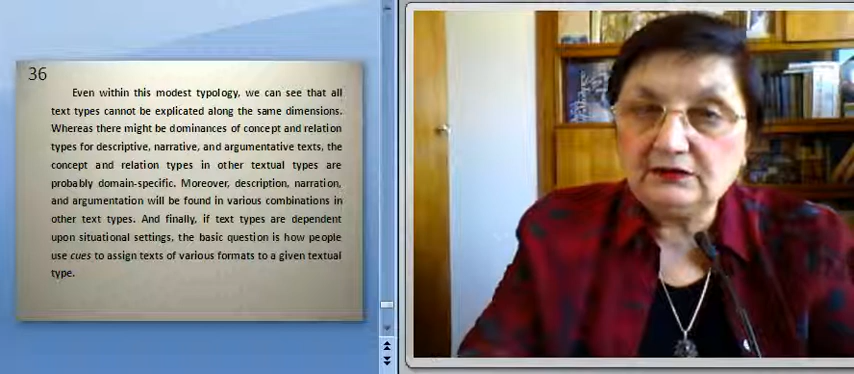 36
Even within this modest typology, we can see that all
text types cannot be explicated along the same dimensions.
Whereas there might be dominances of concept and relation
types for descriptive, narrative, and argumentative texts, the
concept and relation types in other textual types are
probably domain-specific. Moreover, description, narration,
and argumentation will be found in various combinations in
other text types. And finally, if text types are dependent
upon situational settings, the basic question is how people
use cues to assign texts of various formats to a given textual
type.